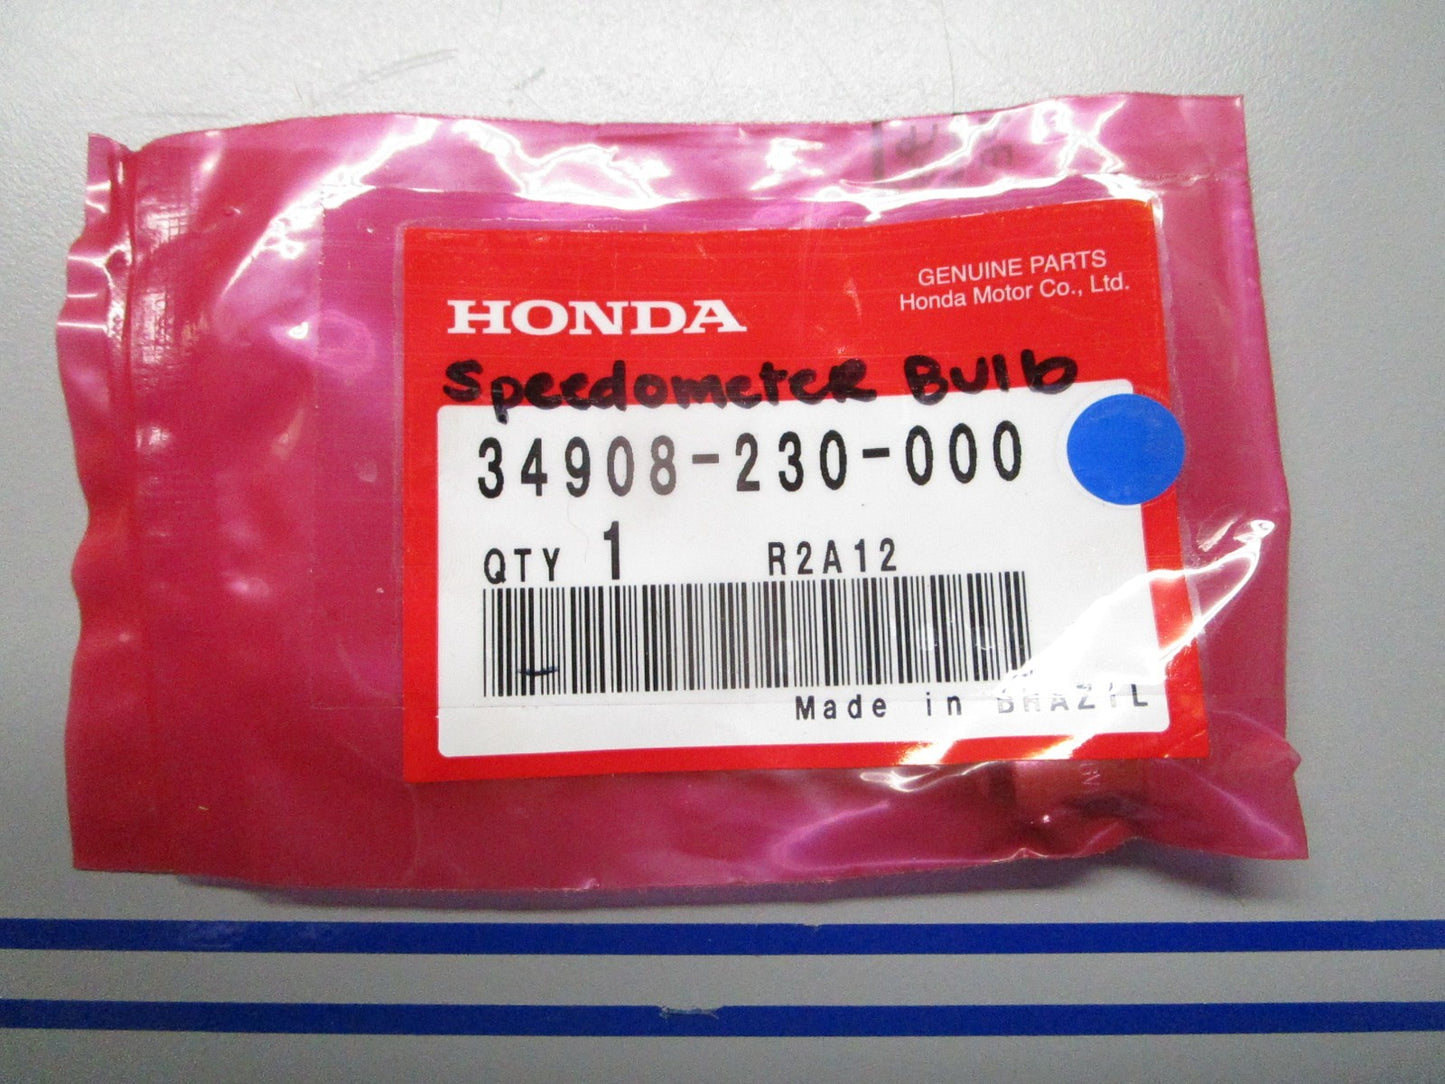 GENUINE PARTS
Honda Motor Co., Ltd.
HONDA
Speedometer Bulb
34908-230-000
QTY 1 R2A12
Made in BRAZIL